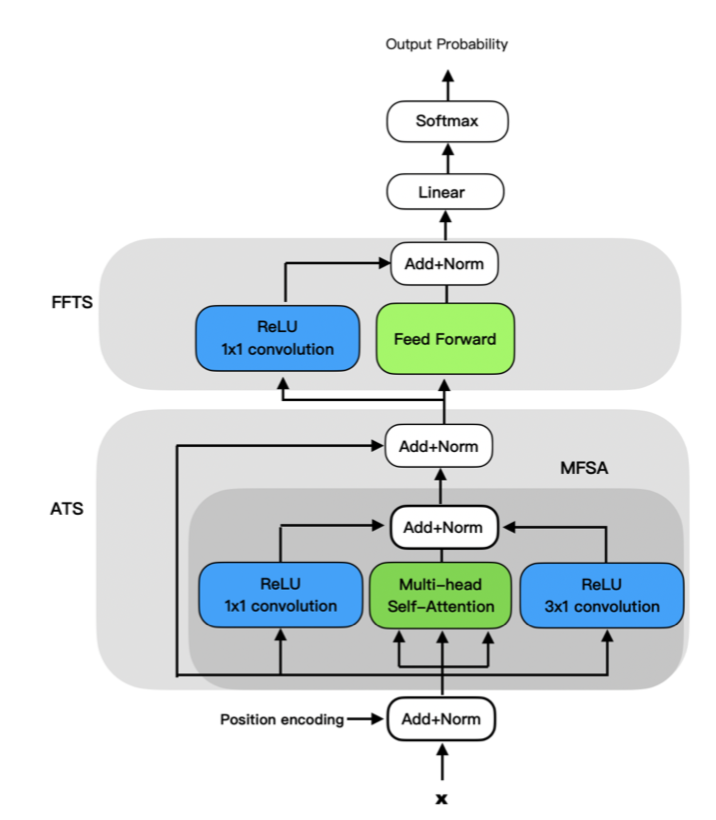 Output Probability
Softmax
Linear
Add+Norm
FFTS
ReLU
1x1 convolution
Feed Forward
Add+Norm
MFSA
ATS
Add+Norm
ReLU
1x1 convolution
Multi-head
Self-Attention
ReLU
3x1 convolution
Position encoding
Add+Norm
x